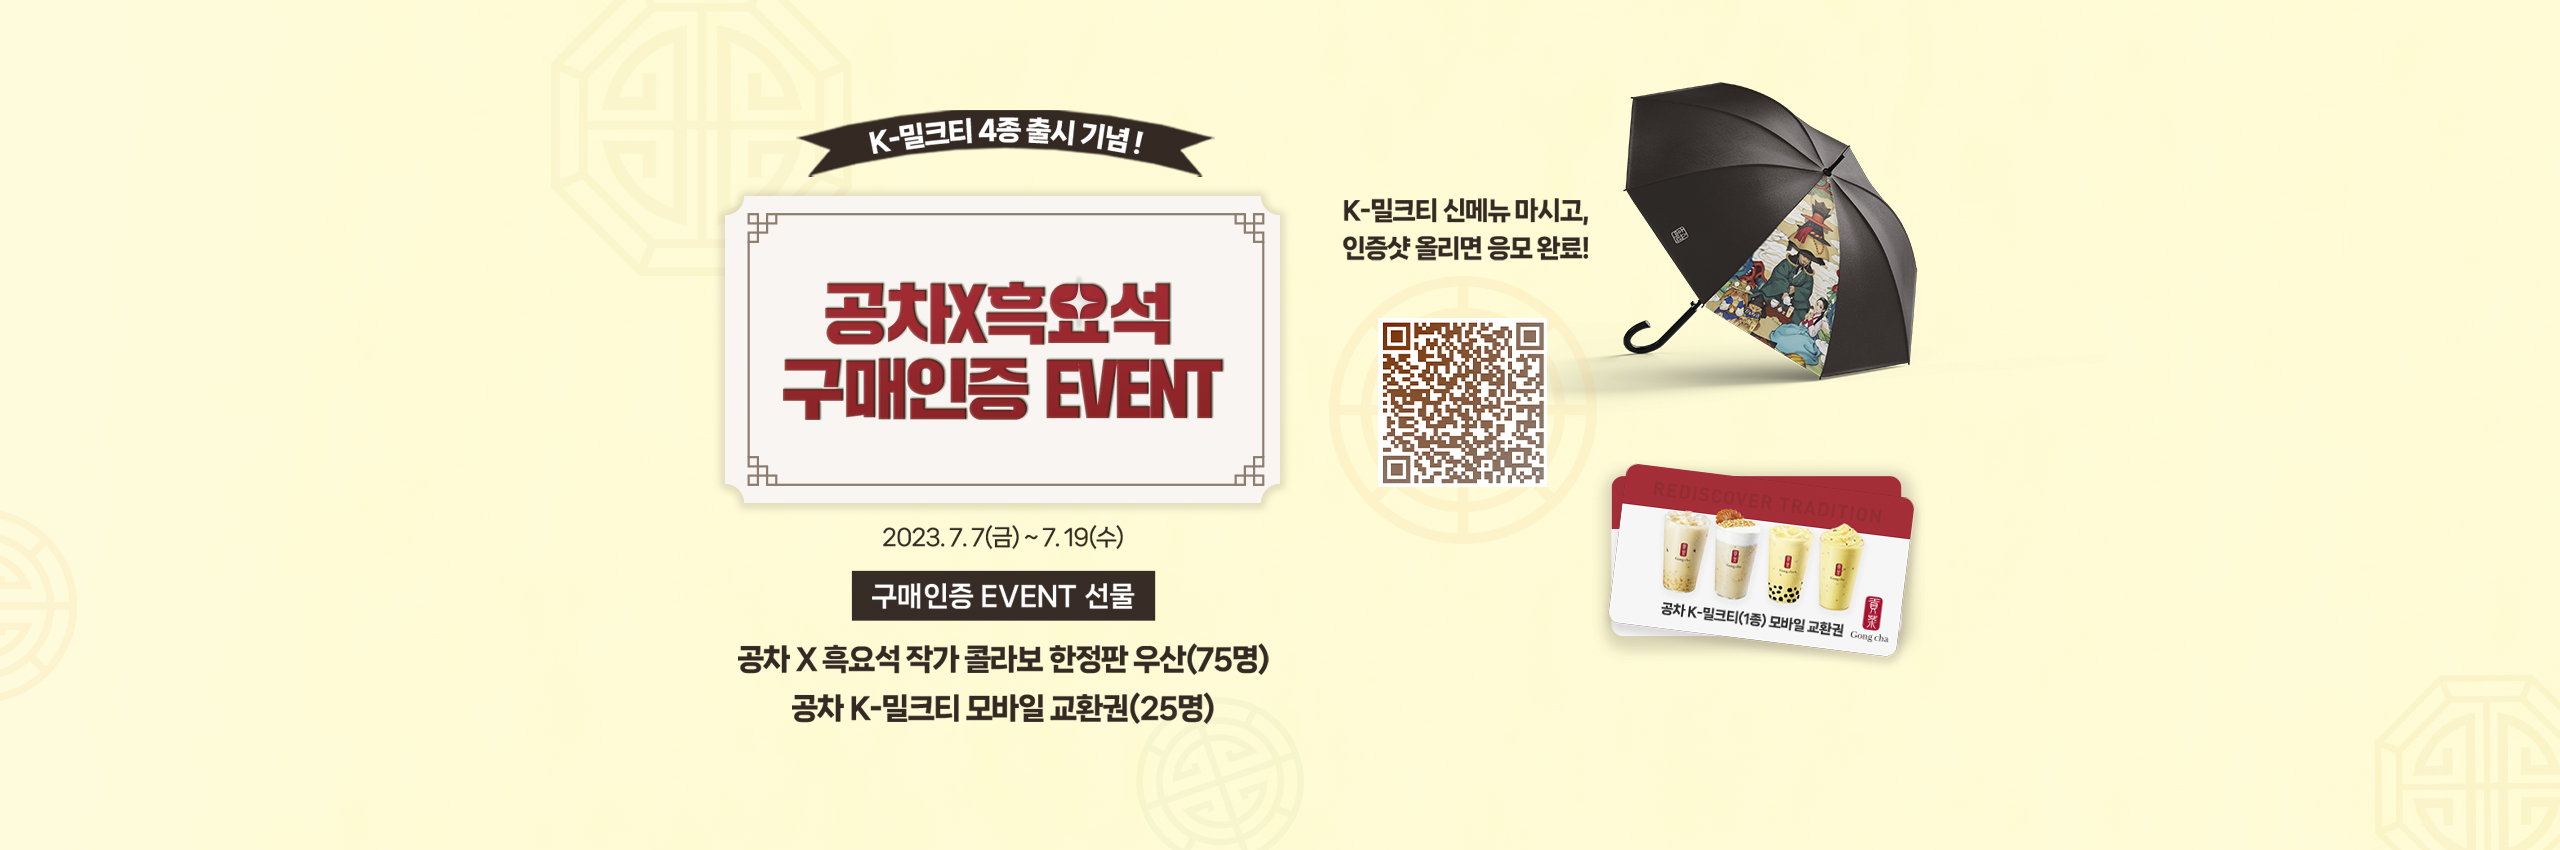 K-밀크티 4종 출시 기념!
공차X흑요석
구매인증 EVENT
2023. 7. 7(금) ~ 7. 19(수)
구매인증 EVENT 선물
공차 X 흑요석 작가 콜라보 한정판 우산(75명)
공차 K-밀크티 모바일 교환권(25명)
K-밀크티 신메뉴 마시고,
인증샷 올리면 응모 완료!
REDISCOVER TRADITION
공차 K-밀크티(1종) 모바일 교환권
貢茶
Gong cha